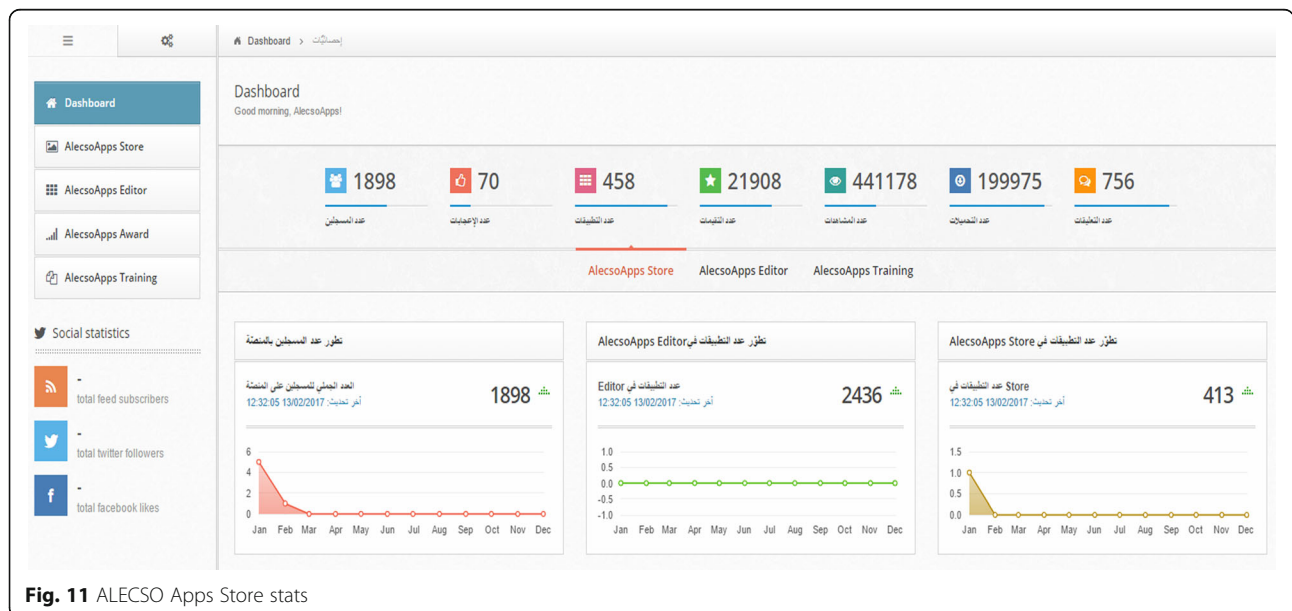 Dashboard > إحصائيّات
Dashboard
AlecsoApps Store
AlecsoApps Editor
AlecsoApps Award
AlecsoApps Training
Social statistics
-
total feed subscribers
-
total twitter followers
-
total facebook likes
Dashboard
Good morning, AlecsoApps!
1898
عدد المسجلين
70
عدد الإعجابات
458
عدد التطبيقات
21908
عدد التقيمات
441178
عدد المشاهدات
199975
عدد التحميلات
756
عدد التعليقات
AlecsoApps Store AlecsoApps Editor AlecsoApps Training
تطور عدد المسجلين بالمنصّة
العدد الجملي للمسجلين على المنصّة
آخر تحديث: 13/02/2017 12:32:05
1898
6
4
2
0
Jan Feb Mar Apr May Jun Jul Aug Sep Oct Nov Dec
تطوّر عدد التطبيقات في AlecsoApps Editor
عدد التطبيقات في Editor
آخر تحديث: 13/02/2017 12:32:05
2436
1.0
0.5
0.0
-0.5
-1.0
Jan Feb Mar Apr May Jun Jul Aug Sep Oct Nov Dec
تطوّر عدد التطبيقات في AlecsoApps Store
عدد التطبيقات في Store
آخر تحديث: 13/02/2017 12:32:05
413
1.5
1.0
0.5
0.0
Jan Feb Mar Apr May Jun Jul Aug Sep Oct Nov Dec
Fig. 11 ALECSO Apps Store stats